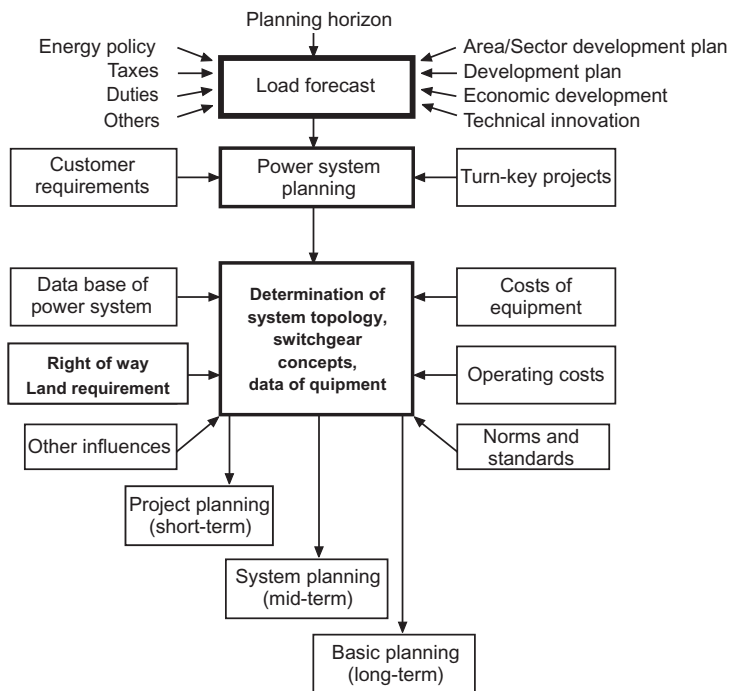 Planning horizon
Energy policy
Taxes
Duties
Others
Load forecast
Area/Sector development plan
Development plan
Economic development
Technical innovation
Customer
requirements
Power system
planning
Turn-key projects
Data base of
power system
Right of way
Land requirement
Other influences
Determination of
system topology,
switchgear
concepts,
data of quipment
Costs of
equipment
Operating costs
Norms and
standards
Project planning
(short-term)
System planning
(mid-term)
Basic planning
(long-term)